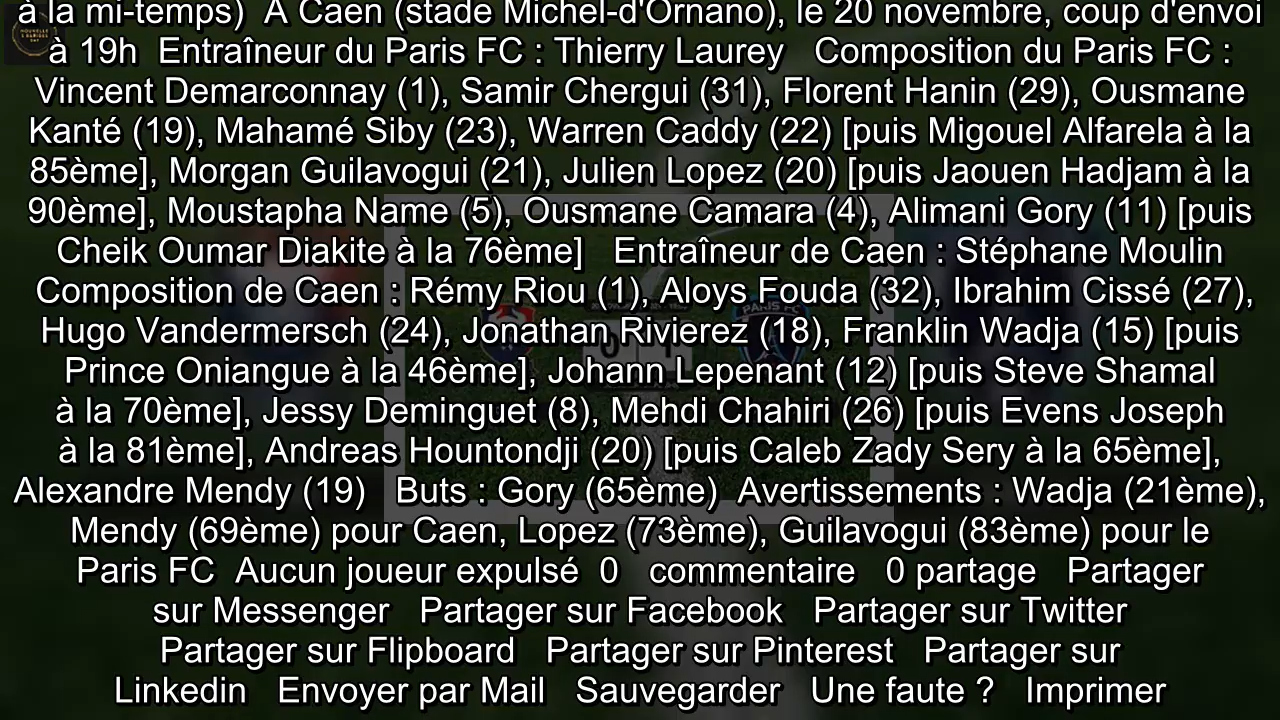 à la mi-temps)  A Caen (stade Michel-d'Ornano), le 20 novembre, coup d'envoi
à 19h  Entraîneur du Paris FC : Thierry Laurey   Composition du Paris FC :
Vincent Demarconnay (1), Samir Chergui (31), Florent Hanin (29), Ousmane
Kanté (19), Mahamé Siby (23), Warren Caddy (22) [puis Migouel Alfarela à la
85ème], Morgan Guilavogui (21), Julien Lopez (20) [puis Jaouen Hadjam à la
90ème], Moustapha Name (5), Ousmane Camara (4), Alimani Gory (11) [puis
Cheik Oumar Diakite à la 76ème]   Entraîneur de Caen : Stéphane Moulin
Composition de Caen : Rémy Riou (1), Aloys Fouda (32), Ibrahim Cissé (27),
Hugo Vandermersch (24), Jonathan Rivierez (18), Franklin Wadja (15) [puis
Prince Oniangue à la 46ème], Johann Lepenant (12) [puis Steve Shamal
à la 70ème], Jessy Deminguet (8), Mehdi Chahiri (26) [puis Evens Joseph
à la 81ème], Andreas Hountondji (20) [puis Caleb Zady Sery à la 65ème],
Alexandre Mendy (19)   Buts : Gory (65ème)  Avertissements : Wadja (21ème),
Mendy (69ème) pour Caen, Lopez (73ème), Guilavogui (83ème) pour le
Paris FC  Aucun joueur expulsé  0   commentaire   0 partage   Partager
sur Messenger   Partager sur Facebook   Partager sur Twitter
Partager sur Flipboard   Partager sur Pinterest   Partager sur
Linkedin   Envoyer par Mail   Sauvegarder   Une faute ?   Imprimer
PARIS FC